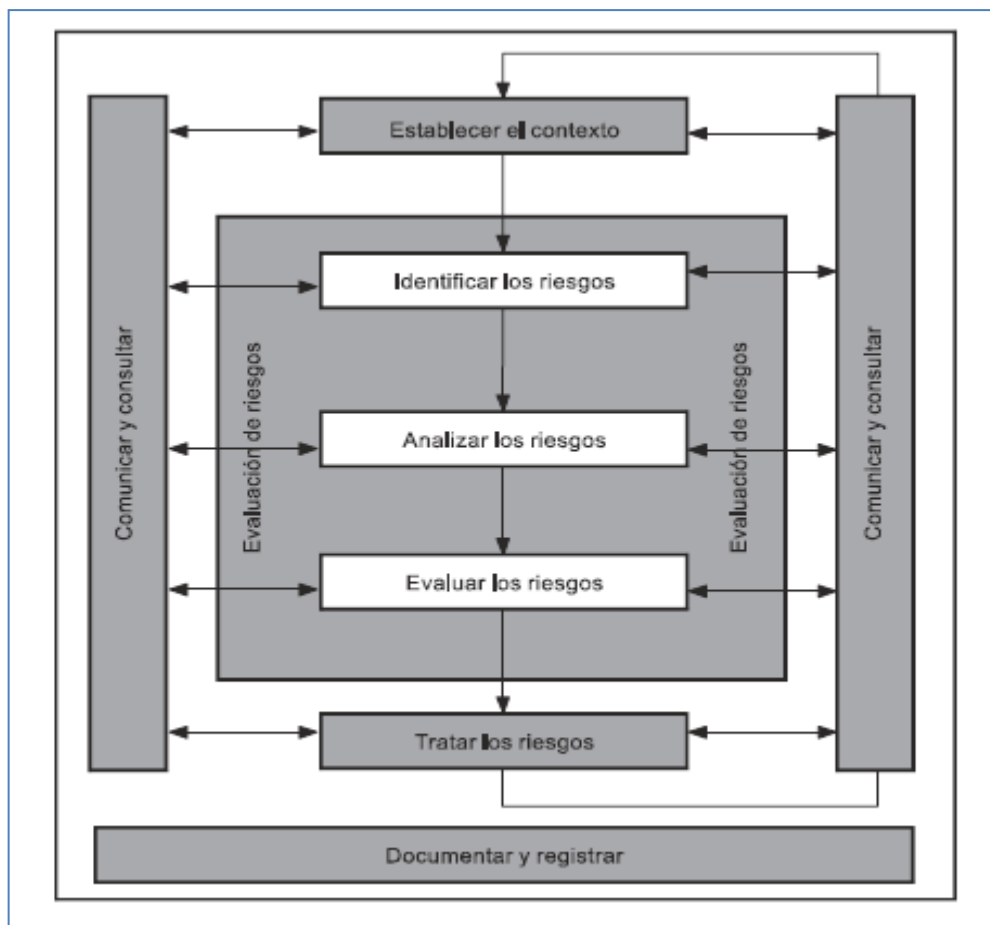 Establecer el contexto
Comunicar y consultar
Evaluación de riesgos
Identificar los riesgos
Analizar los riesgos
Evaluar los riesgos
Evaluación de riesgos
Comunicar y consultar
Tratar los riesgos
Documentar y registrar